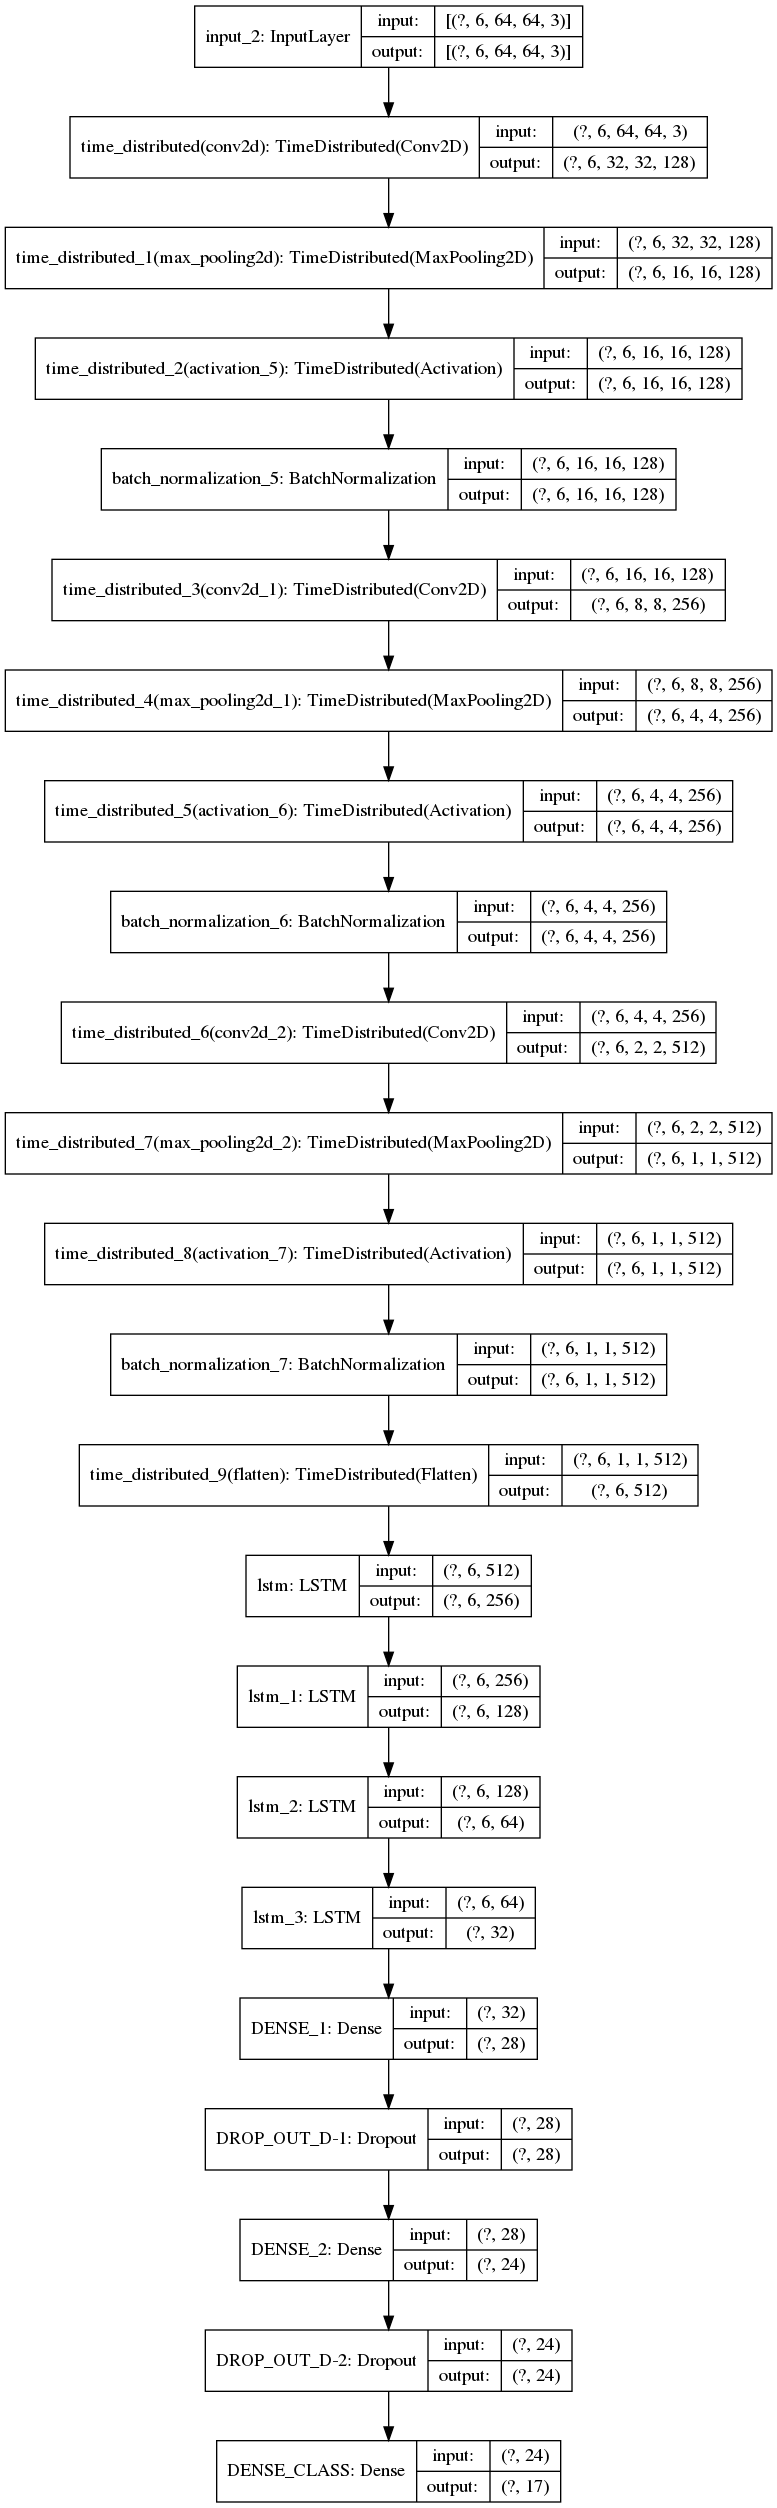 input_2: InputLayer
input: [(?, 6, 64, 64, 3)]
output: [(?, 6, 64, 64, 3)]
time_distributed(conv2d): TimeDistributed(Conv2D)
input: (?, 6, 64, 64, 3)
output: (?, 6, 32, 32, 128)
time_distributed_1(max_pooling2d): TimeDistributed(MaxPooling2D)
input: (?, 6, 32, 32, 128)
output: (?, 6, 16, 16, 128)
time_distributed_2(activation_5): TimeDistributed(Activation)
input: (?, 6, 16, 16, 128)
output: (?, 6, 16, 16, 128)
batch_normalization_5: BatchNormalization
input: (?, 6, 16, 16, 128)
output: (?, 6, 16, 16, 128)
time_distributed_3(conv2d_1): TimeDistributed(Conv2D)
input: (?, 6, 16, 16, 128)
output: (?, 6, 8, 8, 256)
time_distributed_4(max_pooling2d_1): TimeDistributed(MaxPooling2D)
input: (?, 6, 8, 8, 256)
output: (?, 6, 4, 4, 256)
time_distributed_5(activation_6): TimeDistributed(Activation)
input: (?, 6, 4, 4, 256)
output: (?, 6, 4, 4, 256)
batch_normalization_6: BatchNormalization
input: (?, 6, 4, 4, 256)
output: (?, 6, 4, 4, 256)
time_distributed_6(conv2d_2): TimeDistributed(Conv2D)
input: (?, 6, 4, 4, 256)
output: (?, 6, 2, 2, 512)
time_distributed_7(max_pooling2d_2): TimeDistributed(MaxPooling2D)
input: (?, 6, 2, 2, 512)
output: (?, 6, 1, 1, 512)
time_distributed_8(activation_7): TimeDistributed(Activation)
input: (?, 6, 1, 1, 512)
output: (?, 6, 1, 1, 512)
batch_normalization_7: BatchNormalization
input: (?, 6, 1, 1, 512)
output: (?, 6, 1, 1, 512)
time_distributed_9(flatten): TimeDistributed(Flatten)
input: (?, 6, 1, 1, 512)
output: (?, 6, 512)
lstm: LSTM
input: (?, 6, 512)
output: (?, 6, 256)
lstm_1: LSTM
input: (?, 6, 256)
output: (?, 6, 128)
lstm_2: LSTM
input: (?, 6, 128)
output: (?, 6, 64)
lstm_3: LSTM
input: (?, 6, 64)
output: (?, 32)
DENSE_1: Dense
input: (?, 32)
output: (?, 28)
DROP_OUT_D-1: Dropout
input: (?, 28)
output: (?, 28)
DENSE_2: Dense
input: (?, 28)
output: (?, 24)
DROP_OUT_D-2: Dropout
input: (?, 24)
output: (?, 24)
DENSE_CLASS: Dense
input: (?, 24)
output: (?, 17)